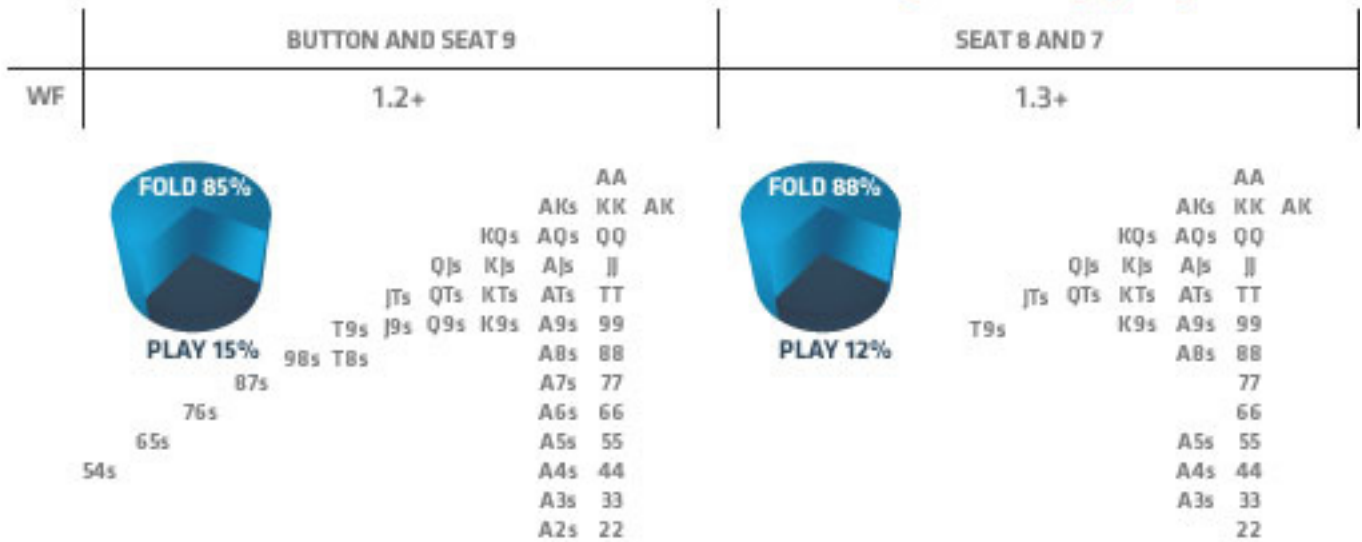 BUTTON AND SEAT 9 SEAT 8 AND 7
WF 1.2+ 1.3+
FOLD 85% AA FOLD 88% AA
AKs KK AK AKs KK AK
KQs AQs QQ KQs AQs QQ
QJs KJs AJs JJ QJs KJs AJs JJ
JTs QTs KTs ATs TT JTs QTs KTs ATs TT
T9s J9s Q9s K9s A9s 99 T9s K9s A9s 99
PLAY 15% 98s T8s A8s 88 PLAY 12% A8s 88
87s A7s 77 77
76s A6s 66 66
65s A5s 55 A5s 55
54s A4s 44 A4s 44
A3s 33 A3s 33
A2s 22 22